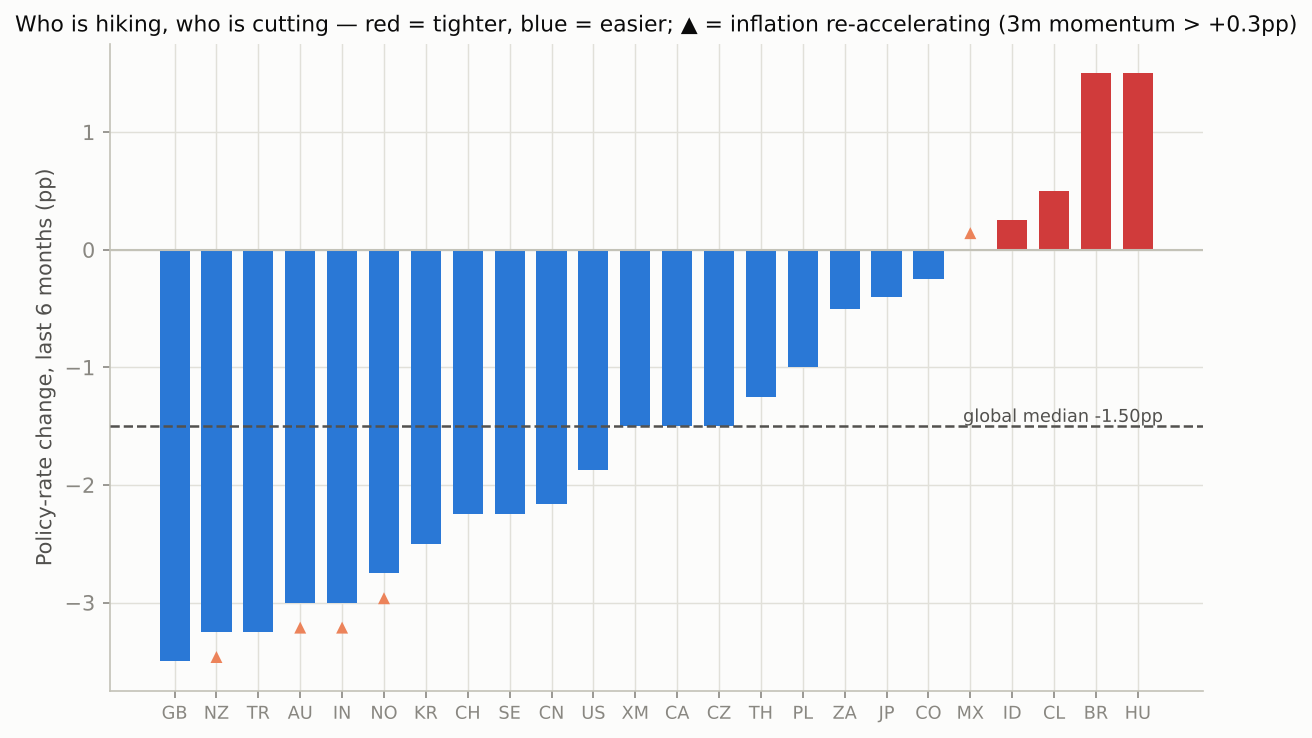 Who is hiking, who is cutting — red = tighter, blue = easier; ▲ = inflation re-accelerating (3m momentum > +0.3pp)
Policy-rate change, last 6 months (pp)
1
0
−1
−2
−3
global median -1.50pp
GB NZ TR AU IN NO KR CH SE CN US XM CA CZ TH PL ZA JP CO MX ID CL BR HU